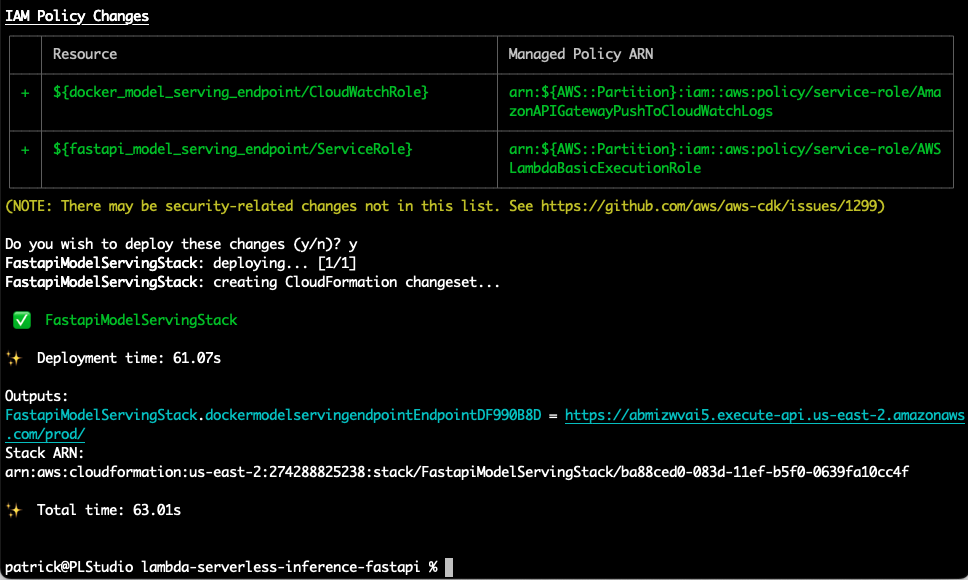 IAM Policy Changes
Resource Managed Policy ARN
+ ${docker_model_serving_endpoint/CloudWatchRole} arn:${AWS::Partition}:iam::aws:policy/service-role/Ama
zonAPIGatewayPushToCloudWatchLogs
+ ${fastapi_model_serving_endpoint/ServiceRole} arn:${AWS::Partition}:iam::aws:policy/service-role/AWS
LambdaBasicExecutionRole
(NOTE: There may be security-related changes not in this list. See https://github.com/aws/aws-cdk/issues/1299)
Do you wish to deploy these changes (y/n)? y
FastapiModelServingStack: deploying... [1/1]
FastapiModelServingStack: creating CloudFormation changeset...
✅ FastapiModelServingStack
✨ Deployment time: 61.07s
Outputs:
FastapiModelServingStack.dockermodelservingendpointEndpointDF990B8D = https://abmizwvai5.execute-api.us-east-2.amazonaws
.com/prod/
Stack ARN:
arn:aws:cloudformation:us-east-2:274288825238:stack/FastapiModelServingStack/ba88ced0-083d-11ef-b5f0-0639fa10cc4f
✨ Total time: 63.01s
patrick@PLStudio lambda-serverless-inference-fastapi %